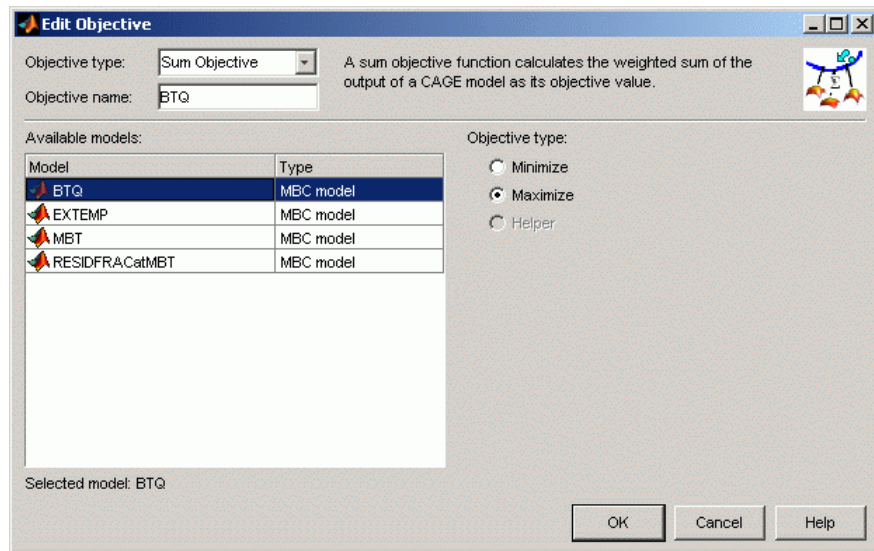 Edit Objective
Objective type: Sum Objective
A sum objective function calculates the weighted sum of the
output of a CAGE model as its objective value.
Objective name: BTQ
Available models:
Model Type
BTQ MBC model
EXTEMP MBC model
MBT MBC model
RESIDFRACatMBT MBC model
Objective type:
Minimize
Maximize
Helper
Selected model: BTQ
OK Cancel Help